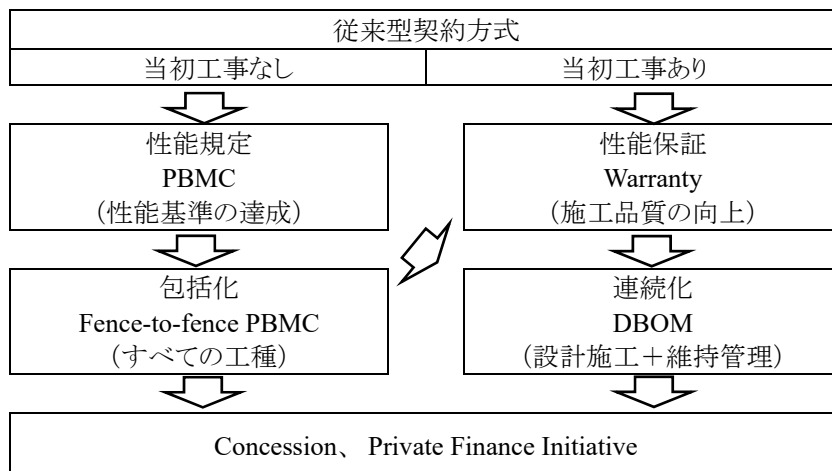 従来型契約方式
当初工事なし
当初工事あり
性能規定
PBMC
（性能基準の達成）
性能保証
Warranty
（施工品質の向上）
包括化
Fence-to-fence PBMC
（すべての工種）
連続化
DBOM
（設計施工＋維持管理）
Concession、 Private Finance Initiative